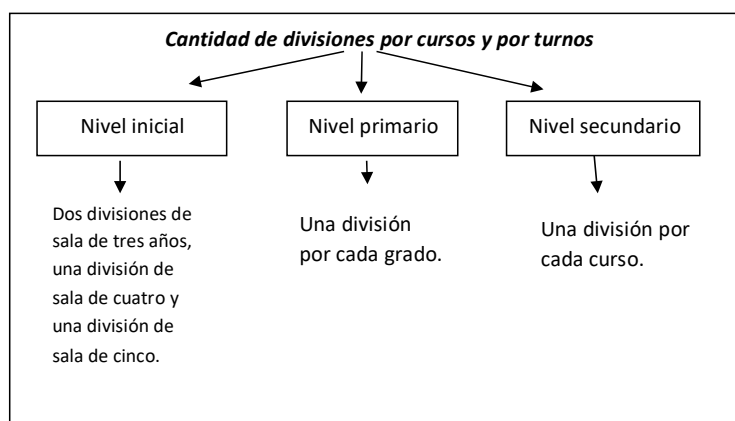 Cantidad de divisiones por cursos y por turnos
Nivel inicial
Nivel primario
Nivel secundario
Dos divisiones de
sala de tres años,
una división de
sala de cuatro y
una división de
sala de cinco.
Una división
por cada grado.
Una división por
cada curso.